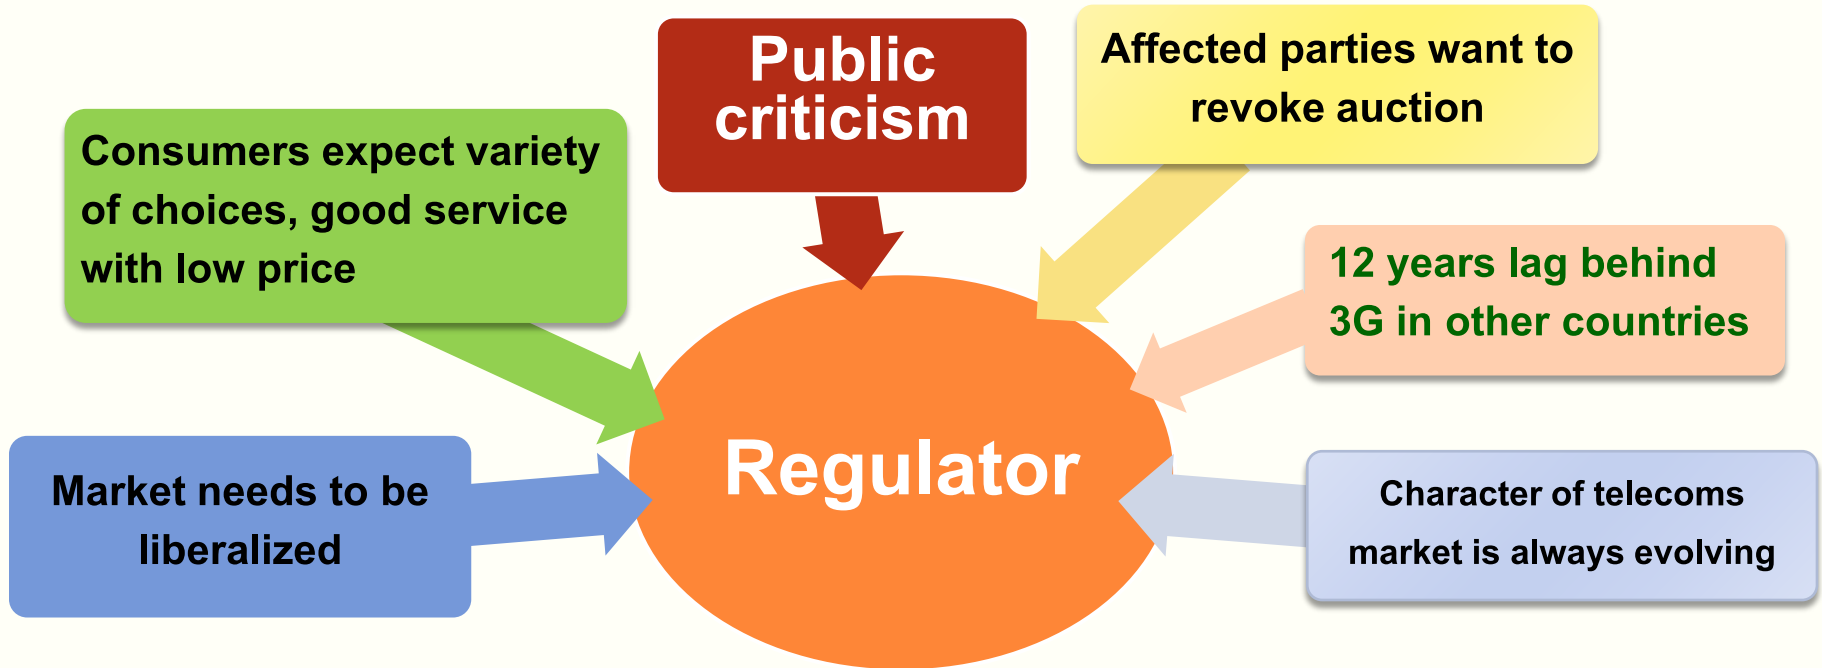 Public
criticism
Affected parties want to
revoke auction
Consumers expect variety
of choices, good service
with low price
12 years lag behind
3G in other countries
Regulator
Market needs to be
liberalized
Character of telecoms
market is always evolving